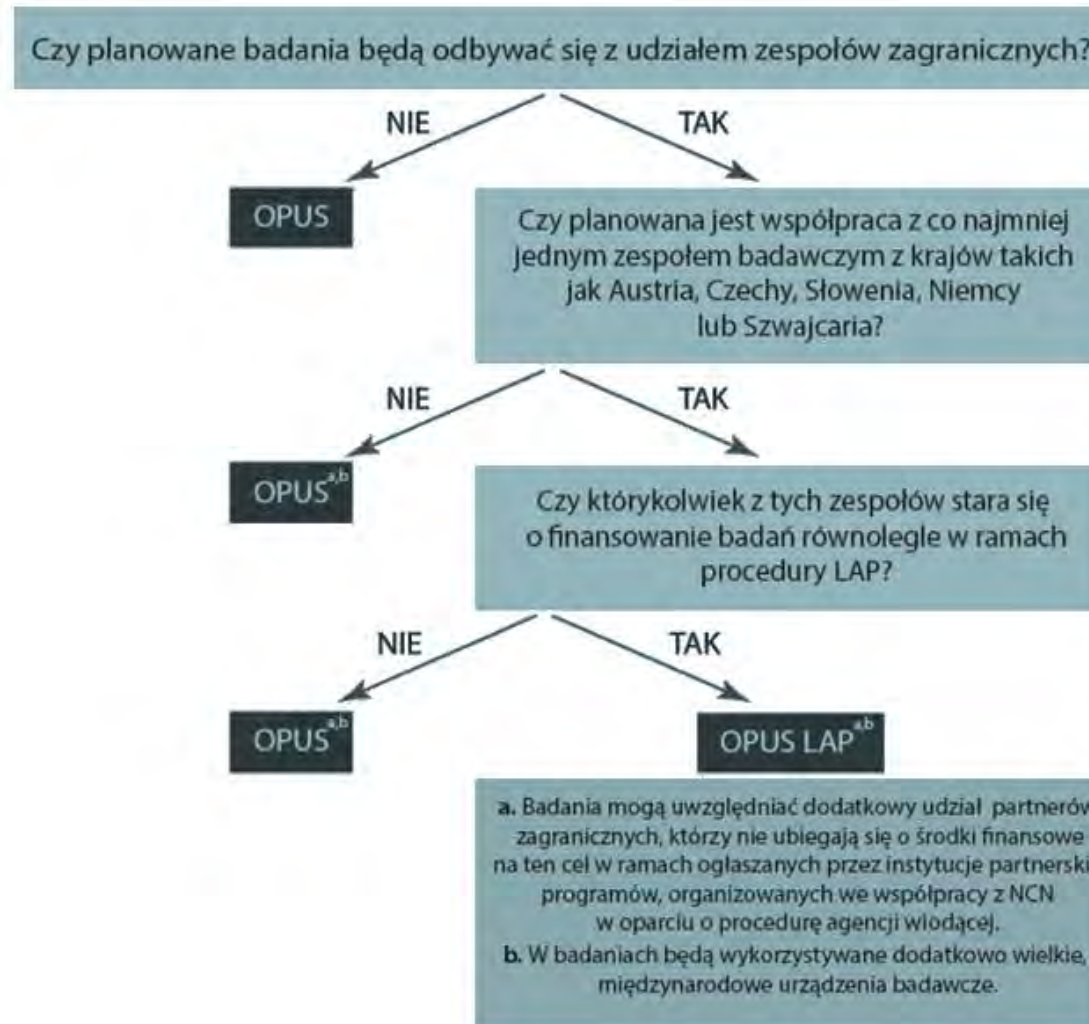 Czy planowane badania będą odbywać się z udziałem zespołów zagranicznych?
NIE
TAK
OPUS
Czy planowana jest współpraca z co najmniej
jednym zespołem badawczym z krajów takich
jak Austria, Czechy, Słowenia, Niemcy
lub Szwajcaria?
NIE
TAK
OPUS a,b
Czy którykolwiek z tych zespołów stara się
o finansowanie badań równolegle w ramach
procedury LAP?
NIE
TAK
OPUS a,b
OPUS LAP a,b
a. Badania mogą uwzględniać dodatkowy udział partnerów
zagranicznych, którzy nie ubiegają się o środki finansowe
na ten cel w ramach ogłaszanych przez instytucje partnerski
programów, organizowanych we współpracy z NCN
w oparciu o procedurę agencji wiodącej.
b. W badaniach będą wykorzystywane dodatkowo wielkie,
międzynarodowe urządzenia badawcze.